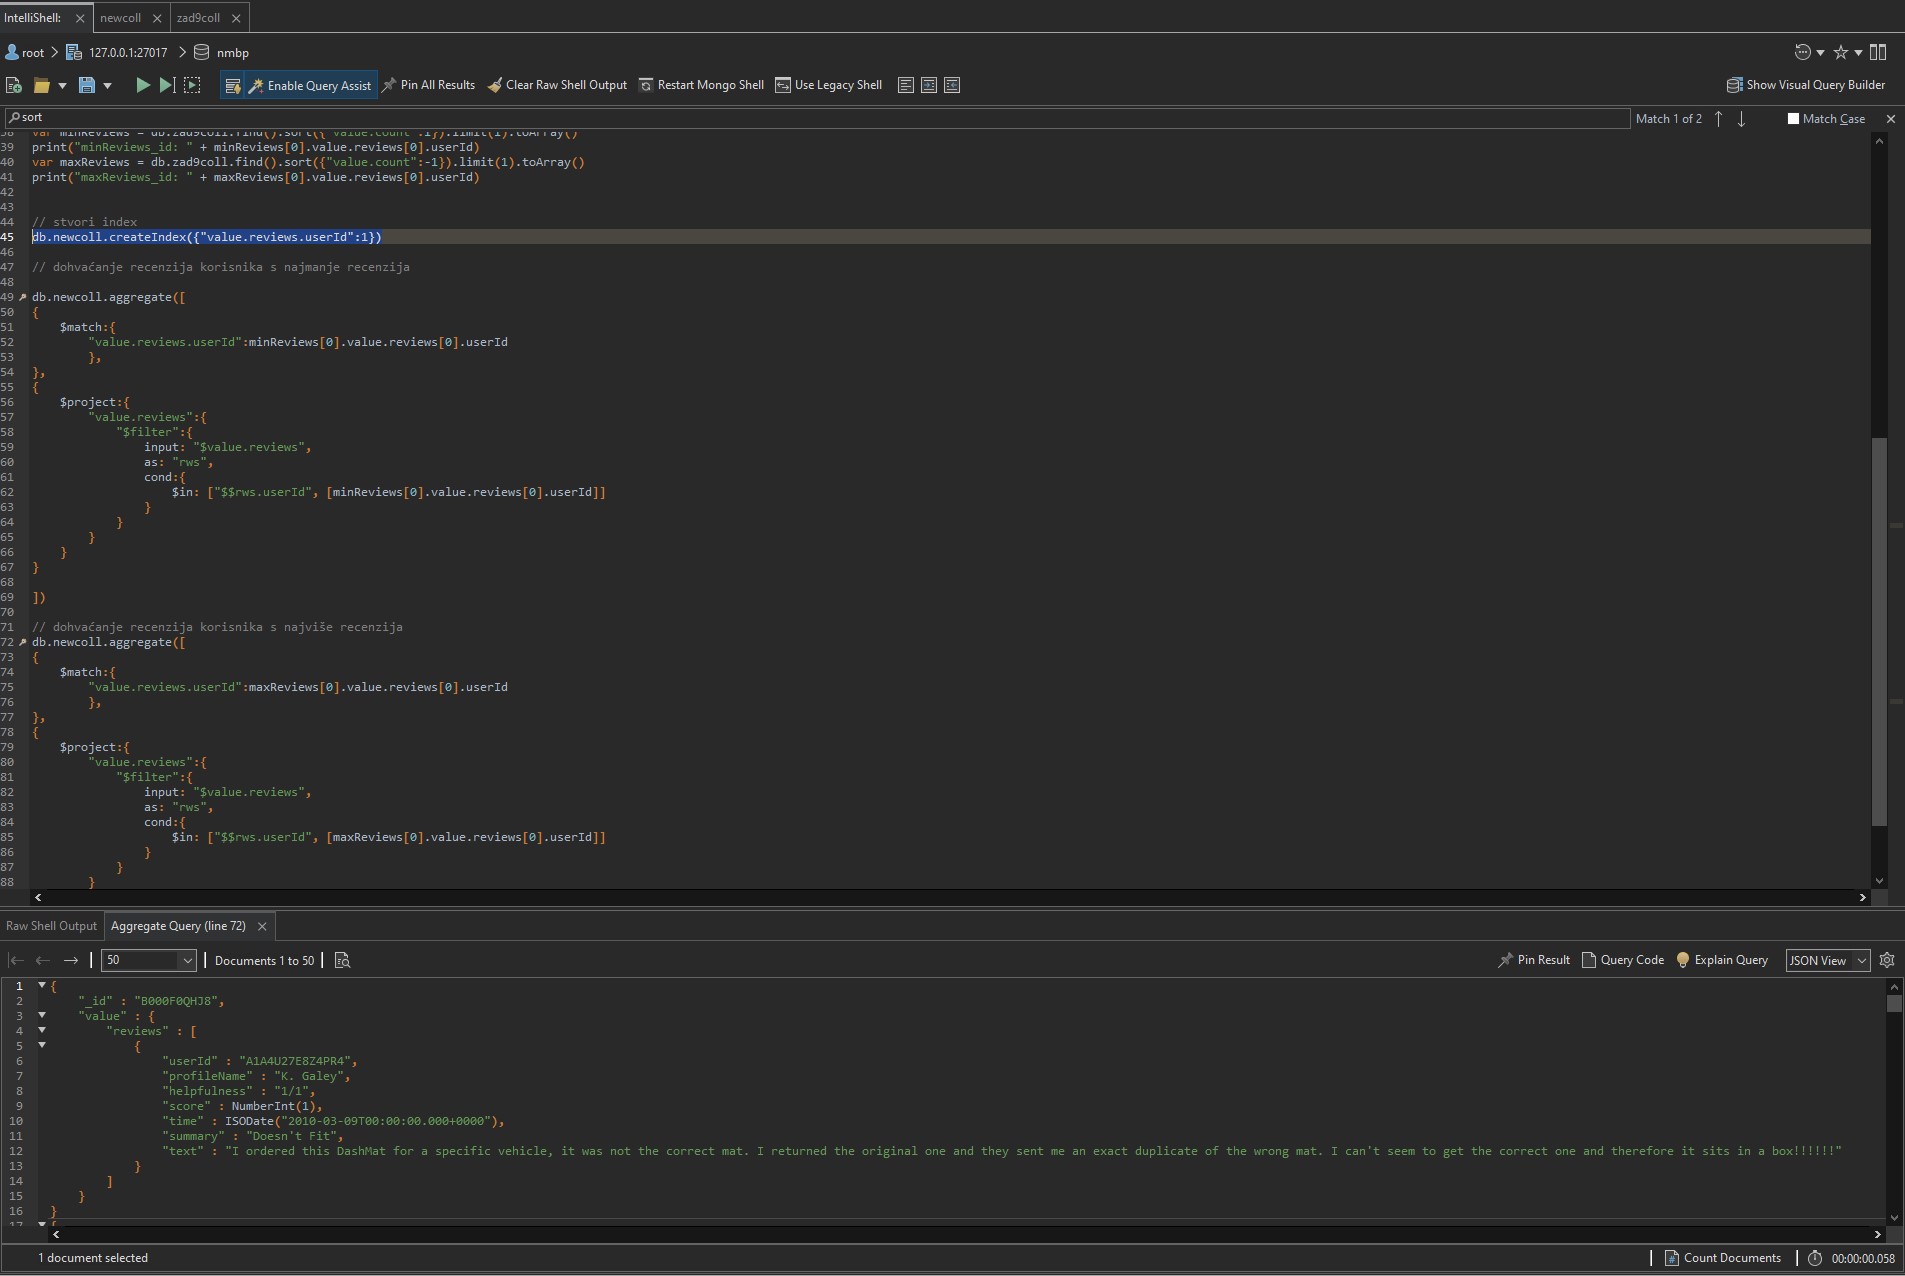 IntelliShell:
newcoll
zad9coll
root
127.0.0.1:27017
nmbp
Enable Query Assist
Pin All Results
Clear Raw Shell Output
Restart Mongo Shell
Use Legacy Shell
Show Visual Query Builder
sort
Match 1 of 2
Match Case
38 var minReviews = db.zad9coll.find().sort({"value.count":1}).limit(1).toArray()
39 print("minReviews_id: " + minReviews[0].value.reviews[0].userId)
40 var maxReviews = db.zad9coll.find().sort({"value.count":-1}).limit(1).toArray()
41 print("maxReviews_id: " + maxReviews[0].value.reviews[0].userId)
42
43
44 // stvori index
45 db.newcoll.createIndex({"value.reviews.userId":1})
46
47 // dohvaćanje recenzija korisnika s najmanje recenzija
48
49 db.newcoll.aggregate([
50 {
51 $match:{
52 "value.reviews.userId":minReviews[0].value.reviews[0].userId
53 },
54 },
55 {
56 $project:{
57 "value.reviews":{
58 "$filter":{
59 input: "$value.reviews",
60 as: "rws",
61 cond:{
62 $in: ["$$rws.userId", [minReviews[0].value.reviews[0].userId]]
63 }
64 }
65 }
66 }
67 }
68
69 ])
70
71 // dohvaćanje recenzija korisnika s najviše recenzija
72 db.newcoll.aggregate([
73 {
74 $match:{
75 "value.reviews.userId":maxReviews[0].value.reviews[0].userId
76 },
77 },
78 {
79 $project:{
80 "value.reviews":{
81 "$filter":{
82 input: "$value.reviews",
83 as: "rws",
84 cond:{
85 $in: ["$$rws.userId", [maxReviews[0].value.reviews[0].userId]]
86 }
87 }
88 }
Raw Shell Output
Aggregate Query (line 72)
50
Documents 1 to 50
Pin Result
Query Code
Explain Query
JSON View
1 {
2 "_id" : "B000F0QHJ8",
3 "value" : {
4 "reviews" : [
5 {
6 "userId" : "A1A4U27E8Z4PR4",
7 "profileName" : "K. Galey",
8 "helpfulness" : "1/1",
9 "score" : NumberInt(1),
10 "time" : ISODate("2010-03-09T00:00:00.000+0000"),
11 "summary" : "Doesn't Fit",
12 "text" : "I ordered this DashMat for a specific vehicle, it was not the correct mat. I returned the original one and they sent me an exact duplicate of the wrong mat. I can't seem to get the correct one and therefore it sits in a box!!!!!!"
13 }
14 ]
15 }
16 }
17 {
1 document selected
Count Documents
00:00:00.058